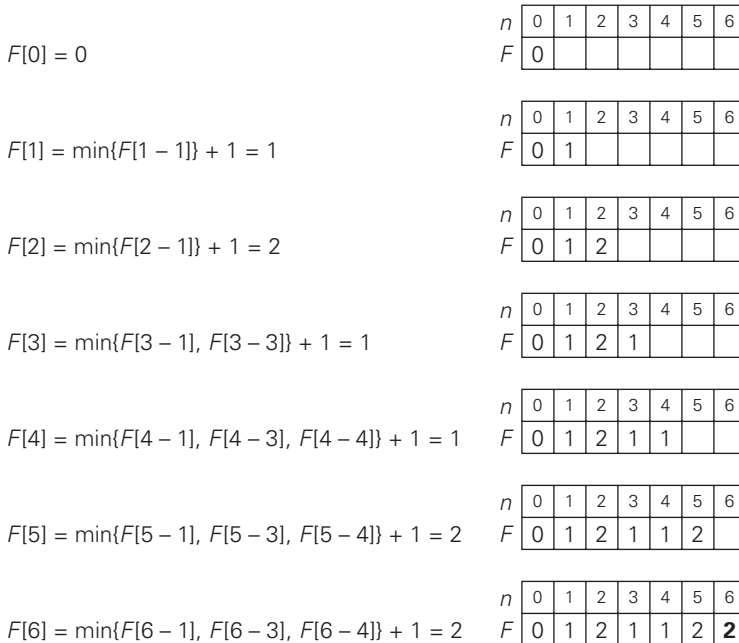 n 0 1 2 3 4 5 6
F[0] = 0 F 0
n 0 1 2 3 4 5 6
F[1] = min{F[1 – 1]} + 1 = 1 F 0 1
n 0 1 2 3 4 5 6
F[2] = min{F[2 – 1]} + 1 = 2 F 0 1 2
n 0 1 2 3 4 5 6
F[3] = min{F[3 – 1], F[3 – 3]} + 1 = 1 F 0 1 2 1
n 0 1 2 3 4 5 6
F[4] = min{F[4 – 1], F[4 – 3], F[4 – 4]} + 1 = 1 F 0 1 2 1 1
n 0 1 2 3 4 5 6
F[5] = min{F[5 – 1], F[5 – 3], F[5 – 4]} + 1 = 2 F 0 1 2 1 1 2
n 0 1 2 3 4 5 6
F[6] = min{F[6 – 1], F[6 – 3], F[6 – 4]} + 1 = 2 F 0 1 2 1 1 2 2